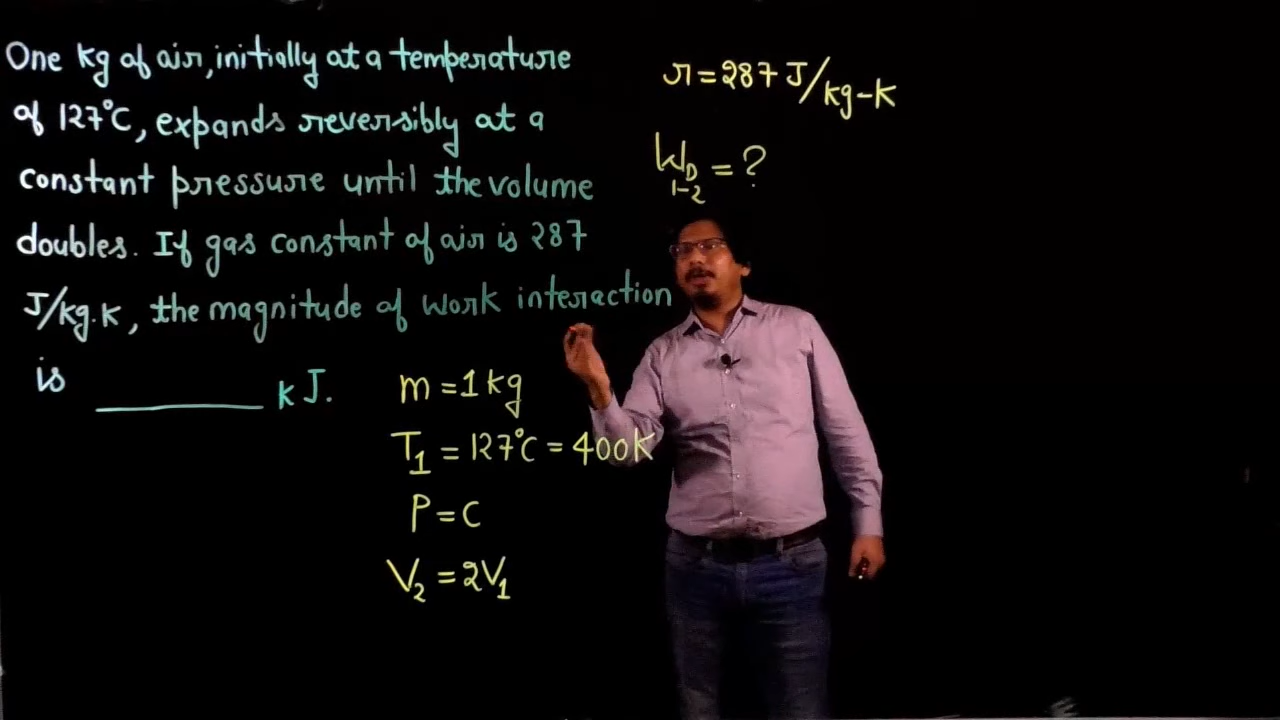 One kg of air, initially at a temperature
of 127°C, expands reversibly at a
constant pressure until the volume
doubles. If gas constant of air is 287
J/kg.K, the magnitude of work interaction
is ________ kJ.
m = 1 kg
T₁ = 127°C = 400K
P = C
V₂ = 2V₁
r = 287 J/kg-K
W_D = ?
1-2